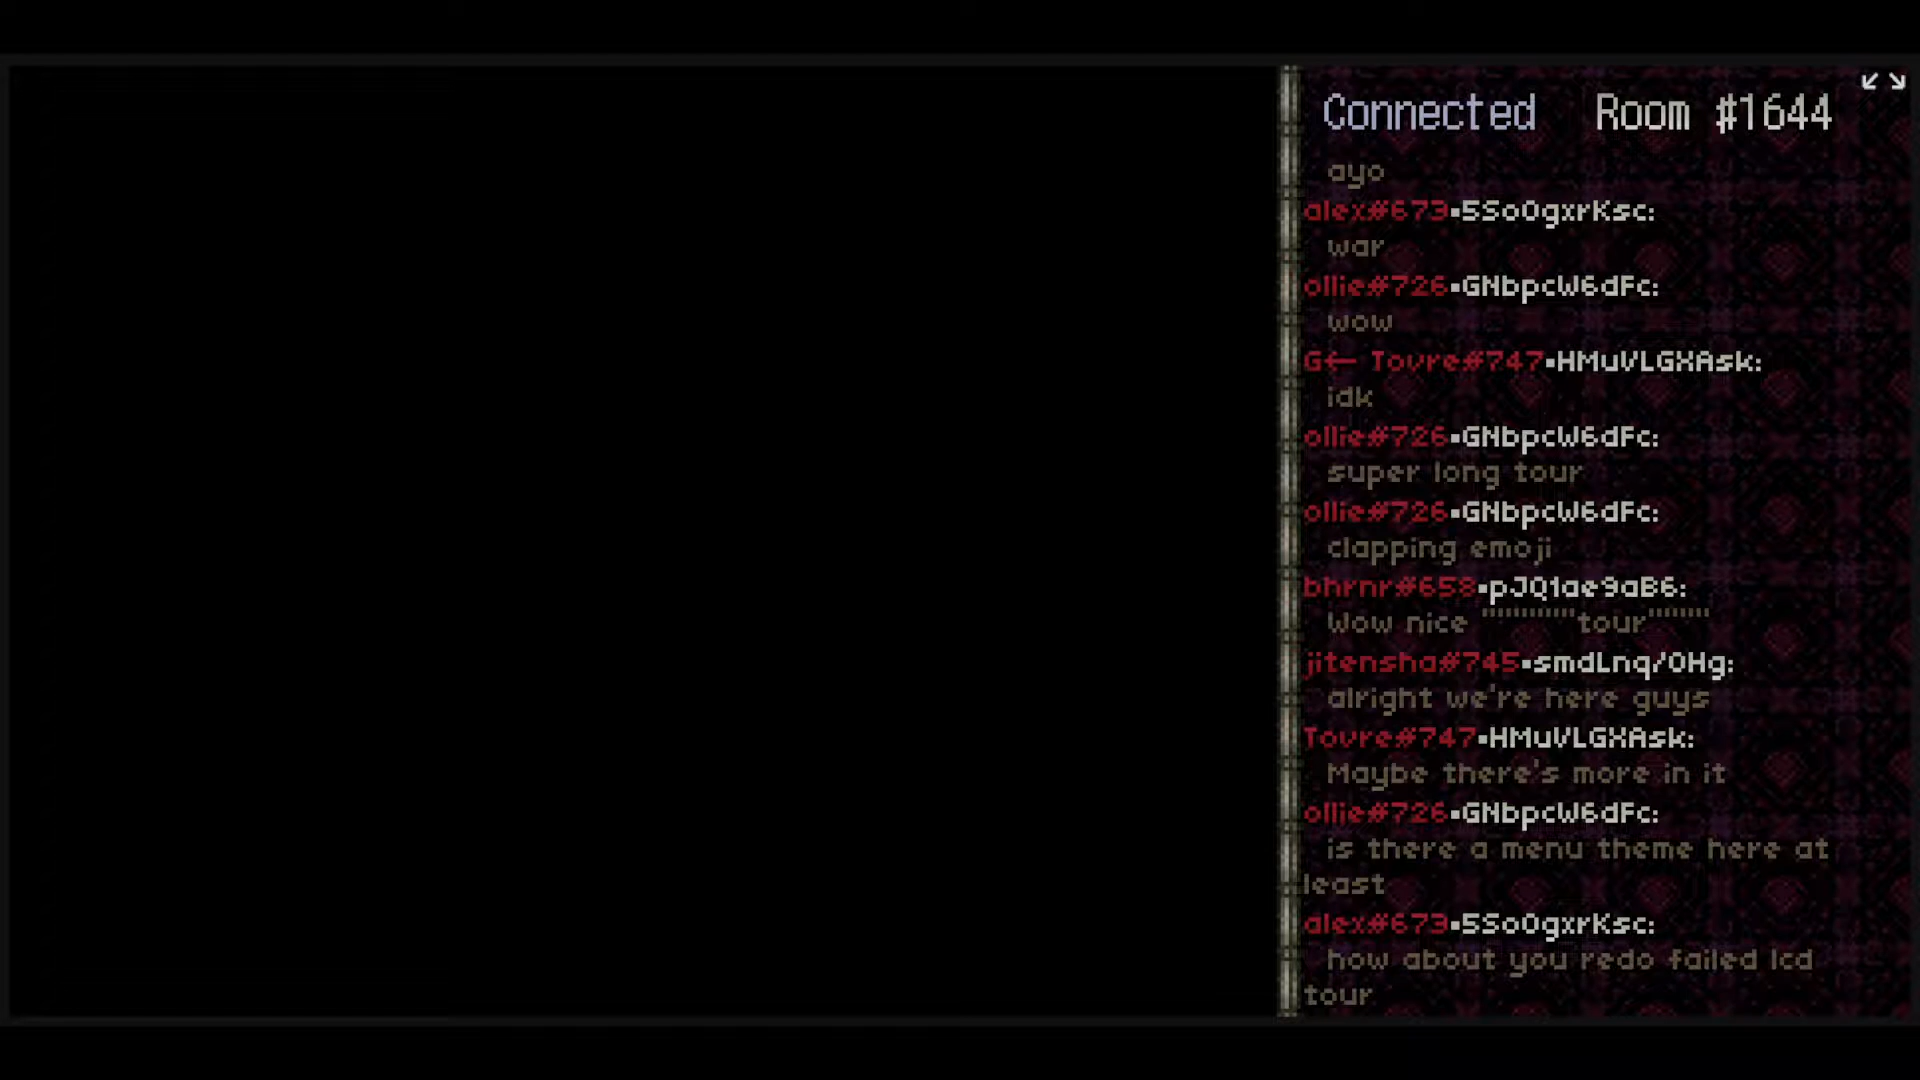 Connected Room #1644
ayo
alex#673▪5SoOgxrKsc:
war
ollie#726▪GNbpcW6dFc:
wow
G← Tovre#747▪HMuVLGXAsk:
idk
ollie#726▪GNbpcW6dFc:
super long tour
ollie#726▪GNbpcW6dFc:
clapping emoji
bhrnr#658▪pJQ1ae9aB6:
Wow nice """"""tour""""
jitensha#745▪smdLnq/OHg:
alright we're here guys
Tovre#747▪HMuVLGXAsk:
Maybe there's more in it
ollie#726▪GNbpcW6dFc:
is there a menu theme here at
least
alex#673▪5SoOgxrKsc:
how about you redo failed lcd
tour